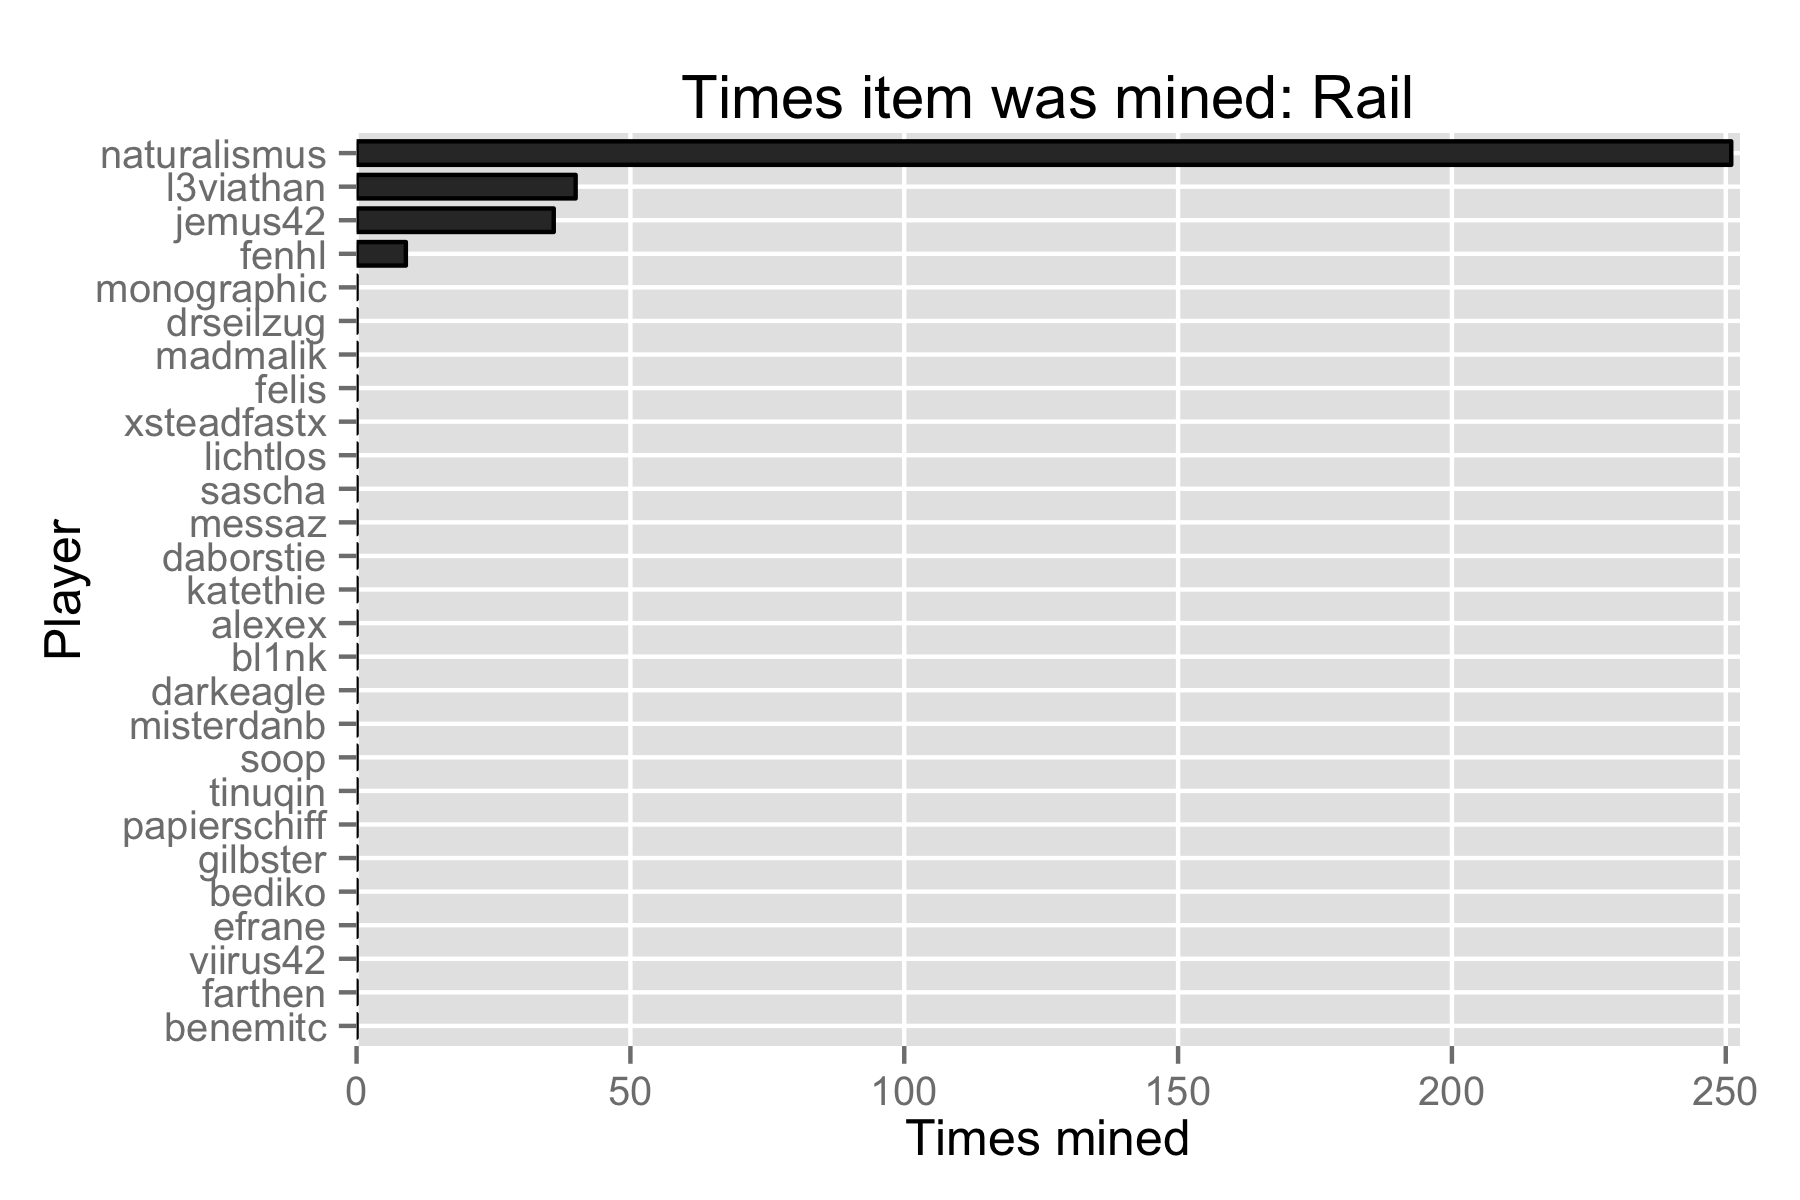 Times item was mined: Rail
naturalismus
l3viathan
jemus42
fenhl
monographic
drseilzug
madmalik
felis
xsteadfastx
lichtlos
sascha
messaz
daborstie
katethie
alexex
bl1nk
darkeagle
misterdanb
soop
tinuqin
papierschiff
gilbster
bediko
efrane
viirus42
farthen
benemitc
Player
0 50 100 150 200 250
Times mined